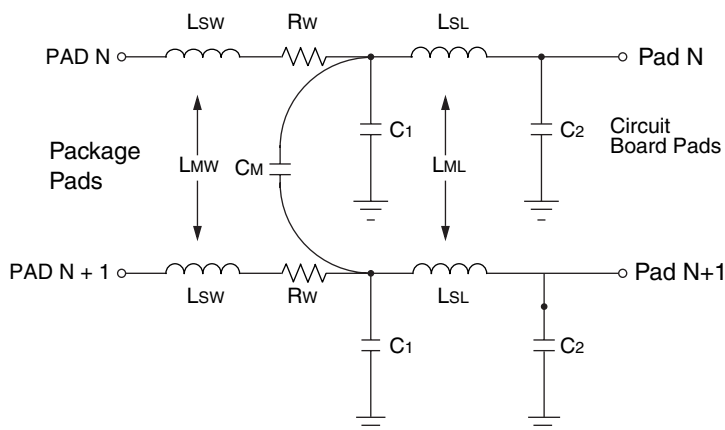 LSW RW LSL
PAD N Pad N
Package Pads
LMW
CM
C1
LML
C2
Circuit Board Pads
PAD N + 1 Pad N+1
LSW RW LSL
C1 C2